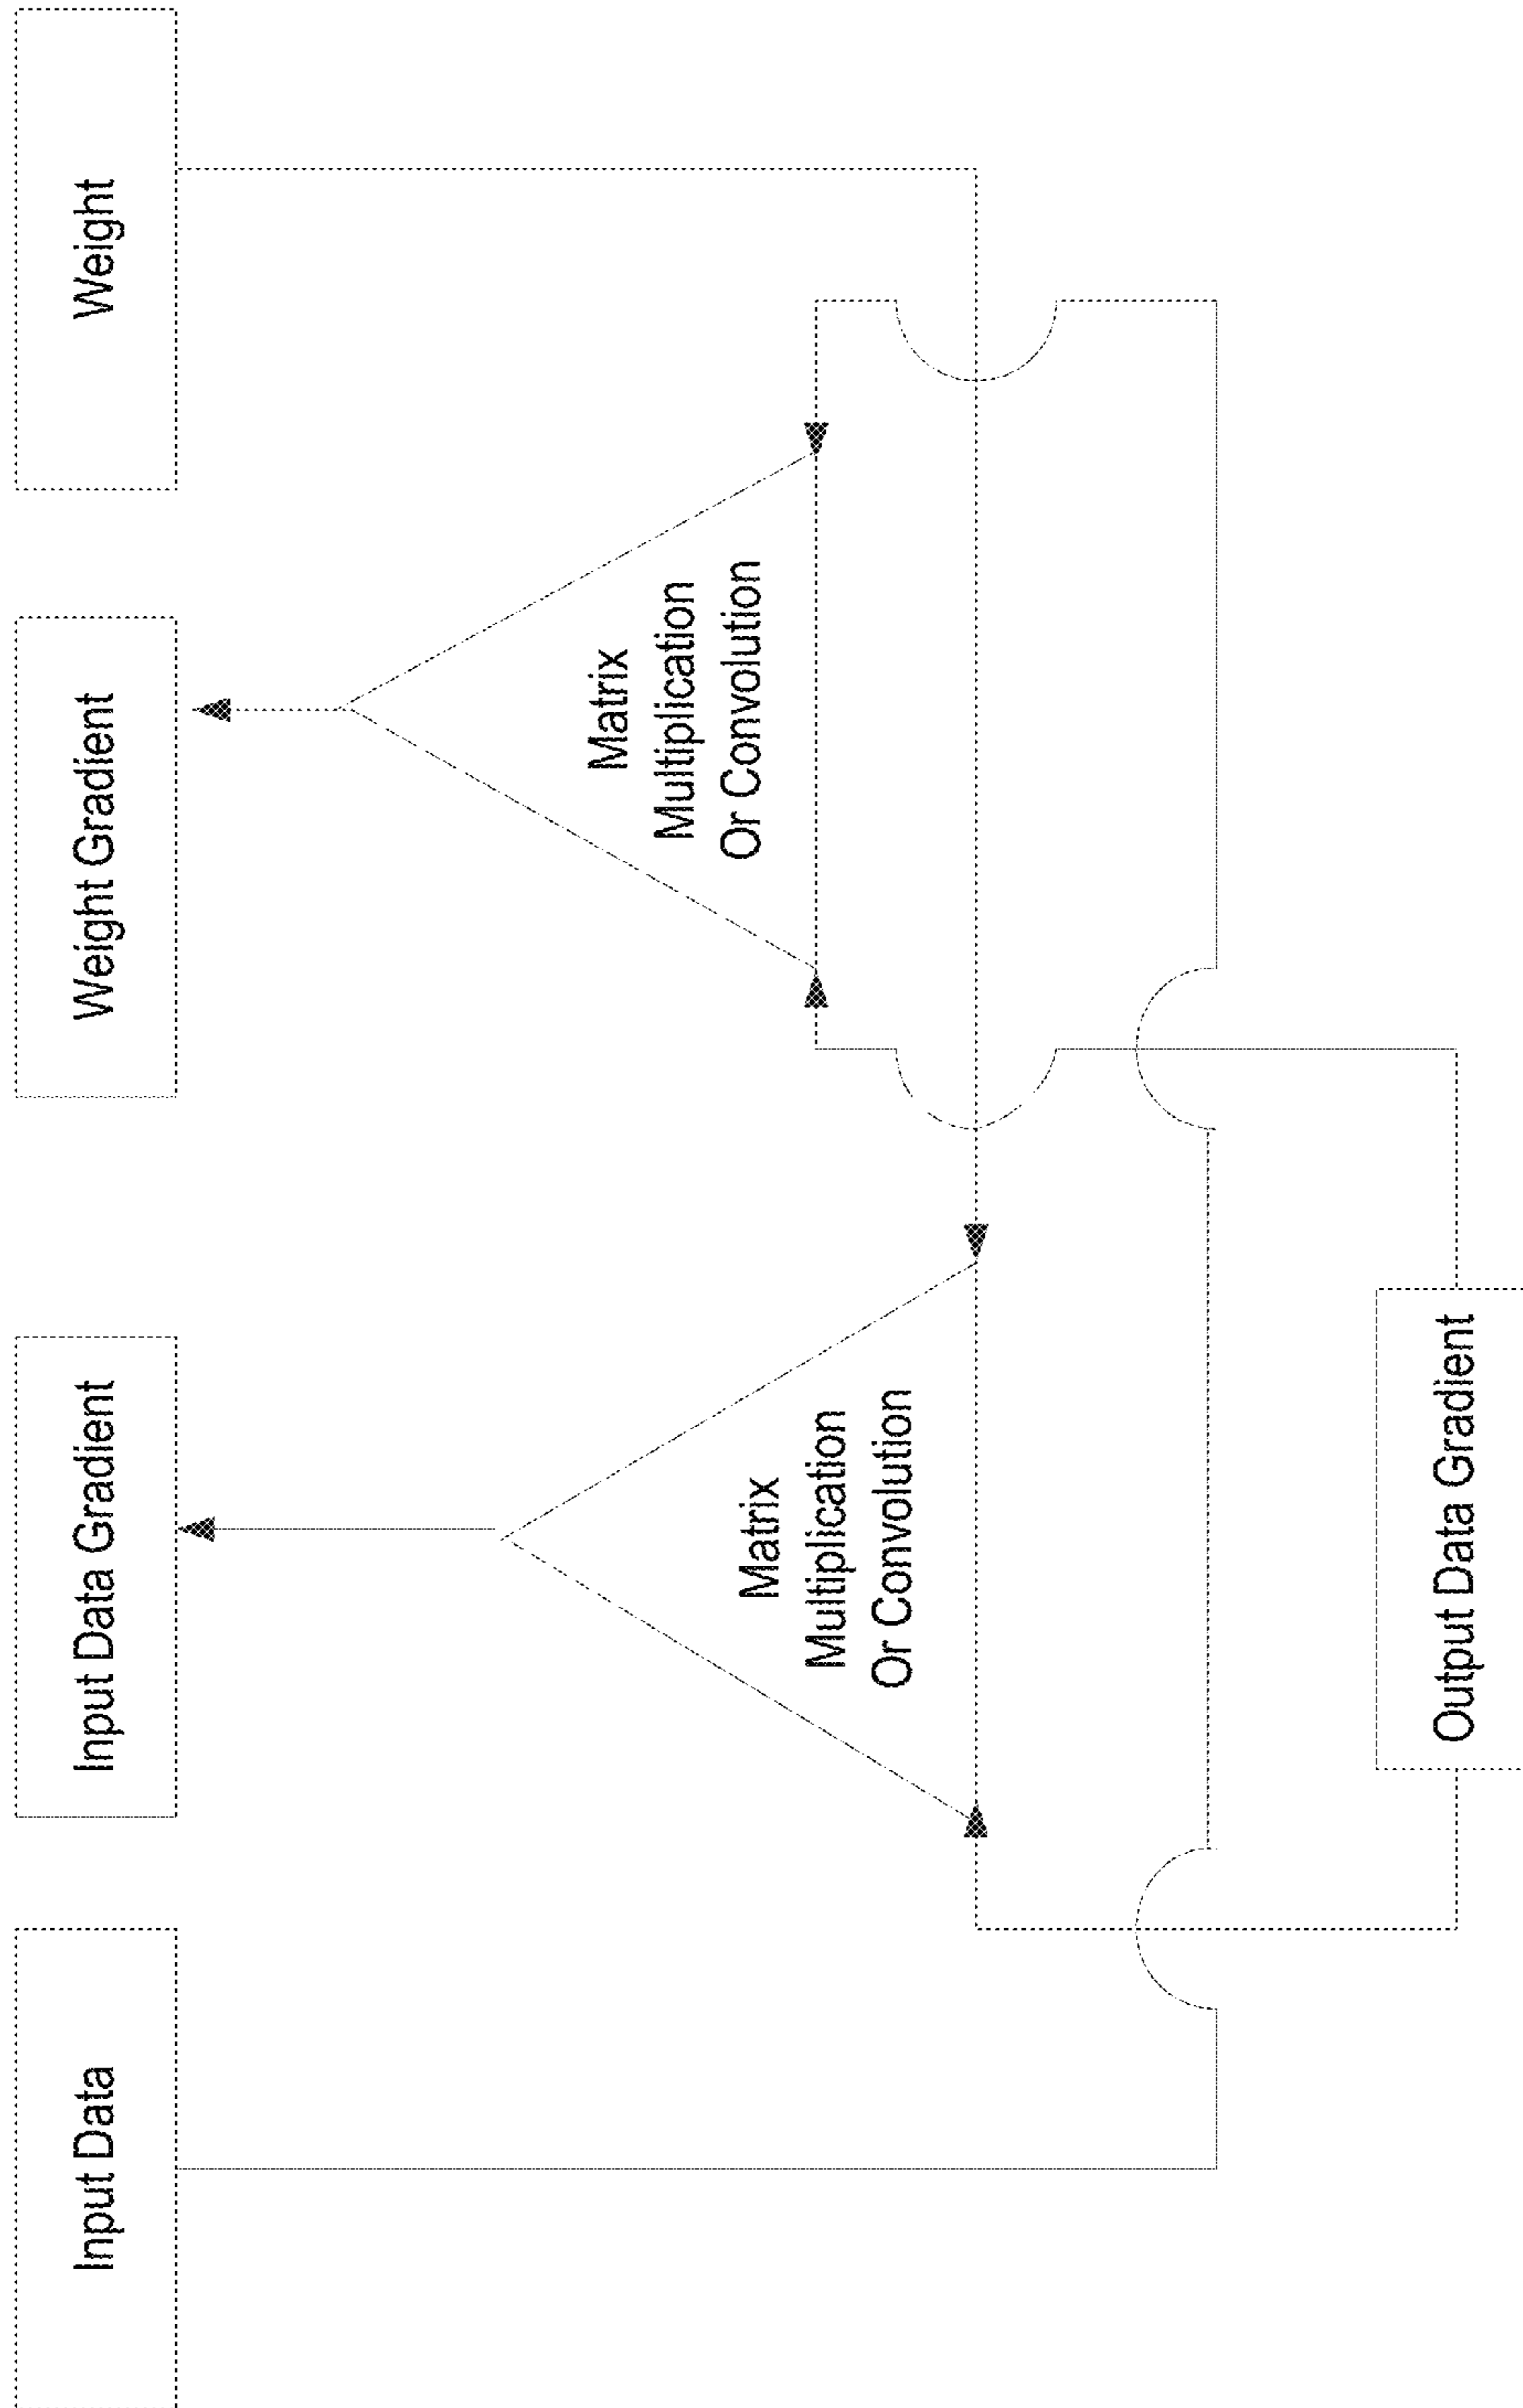 Input Data
Input Data Gradient
Weight Gradient
Weight
Matrix
Multiplication
Or Convolution
Matrix
Multiplication
Or Convolution
Output Data Gradient